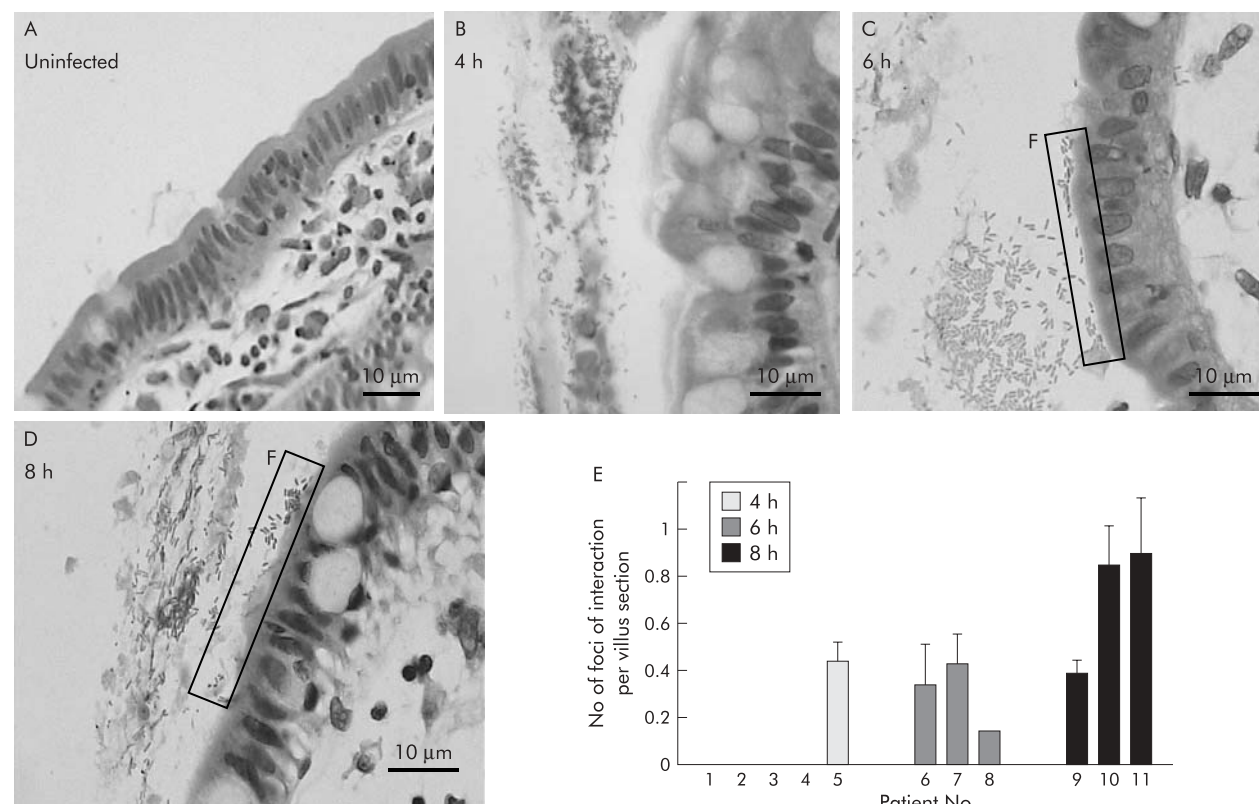 A
Uninfected
10 μm
B
4 h
10 μm
C
6 h
F
10 μm
D
8 h
F
10 μm
E
No of foci of interaction
per villus section
1
0.8
0.6
0.4
0.2
0
4 h
6 h
8 h
1 2 3 4 5 6 7 8 9 10 11
Patient No